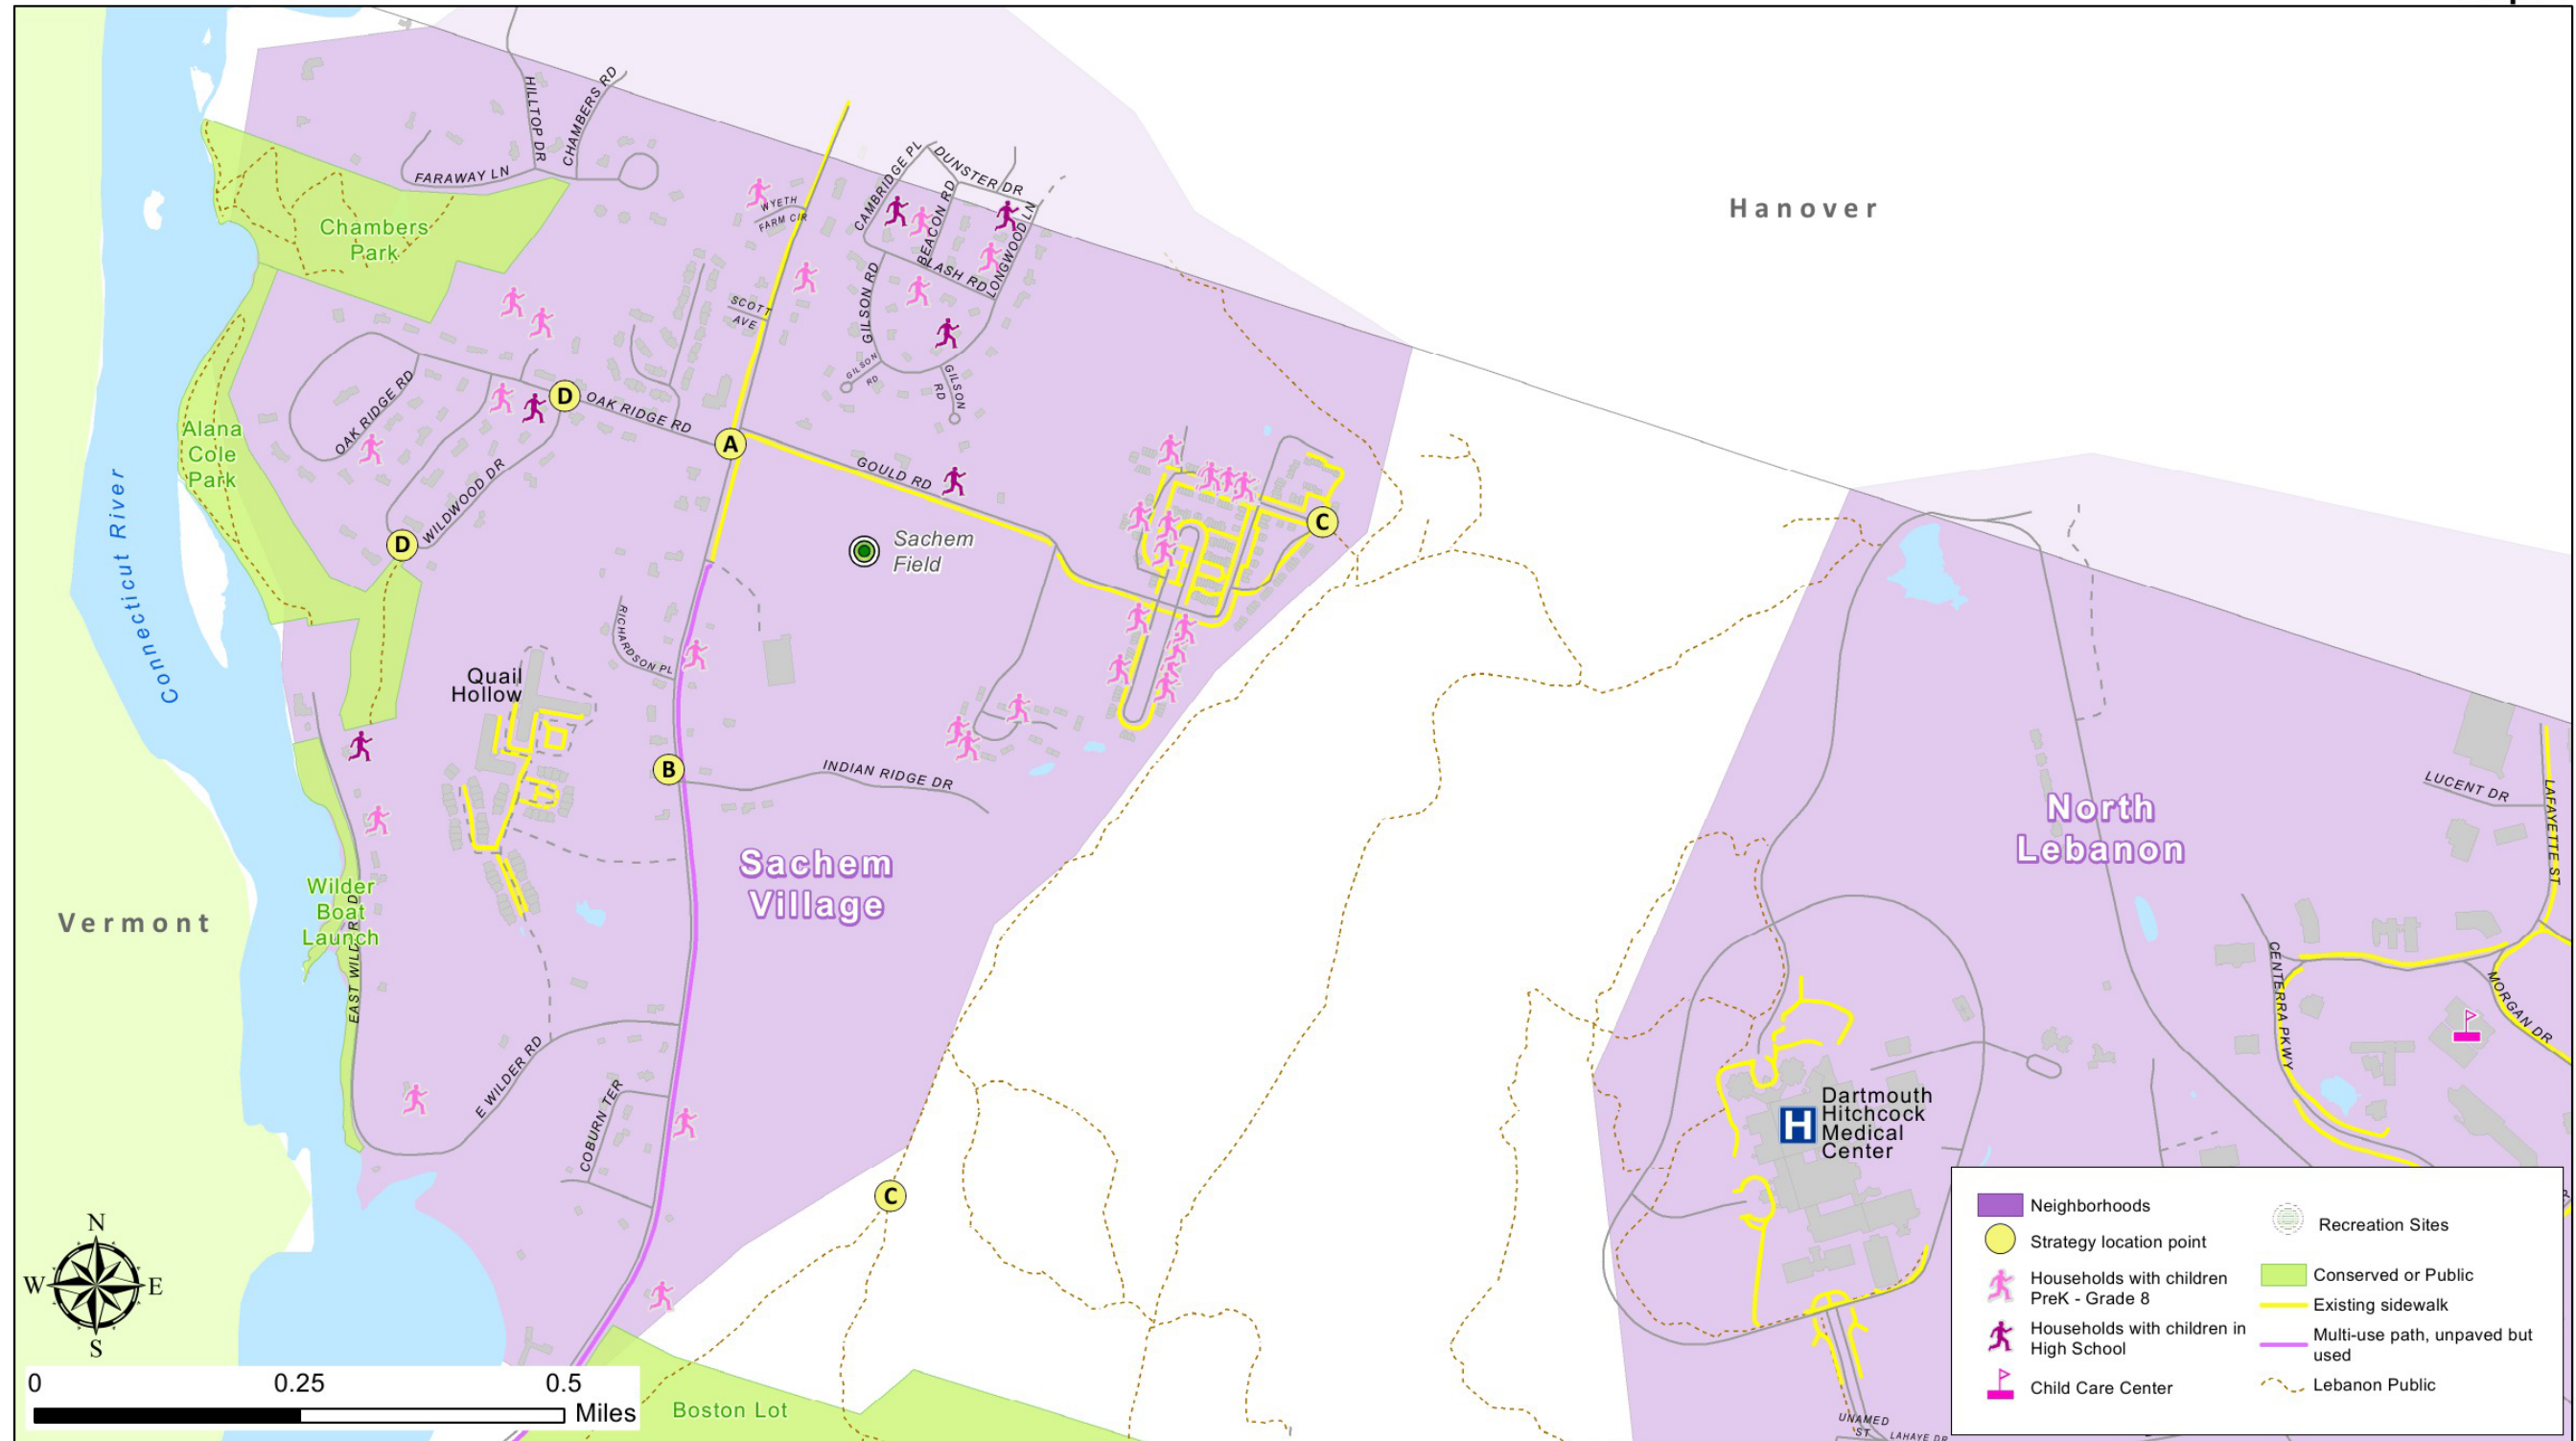 HILLTOP DR
CHAMBERS RD
FARAWAY LN
Chambers
Park
WYETH
FARM CIR
CAMBRIDGE PL
DUNSTER DR
BEACON RD
LONGWOOD LN
BLASH RD
GILSON RD
SCOTT
AVE
GILSON
RD
GILSON
RD
Hanover
OAK RIDGE RD
D
OAK RIDGE RD
A
GOULD RD
Alana
Cole
Park
WILDWOOD DR
D
Sachem
Field
C
Connecticut River
RICHARDSON PL
Quail
Hollow
B
INDIAN RIDGE DR
Sachem
Village
North
Lebanon
LUCENT DR
LAFAYETTE ST
Vermont
Wilder
Boat
Launch
E WILDER RD
COBURN TER
C
CENTERRA PKWY
MORGAN DR
H
Dartmouth
Hitchcock
Medical
Center
Boston Lot
UNAMED
ST
LAHAYE DR
N
W
E
S
0
0.25
0.5
Miles
Neighborhoods
Strategy location point
Households with children
PreK - Grade 8
Households with children in
High School
Child Care Center
Recreation Sites
Conserved or Public
Existing sidewalk
Multi-use path, unpaved but
used
Lebanon Public